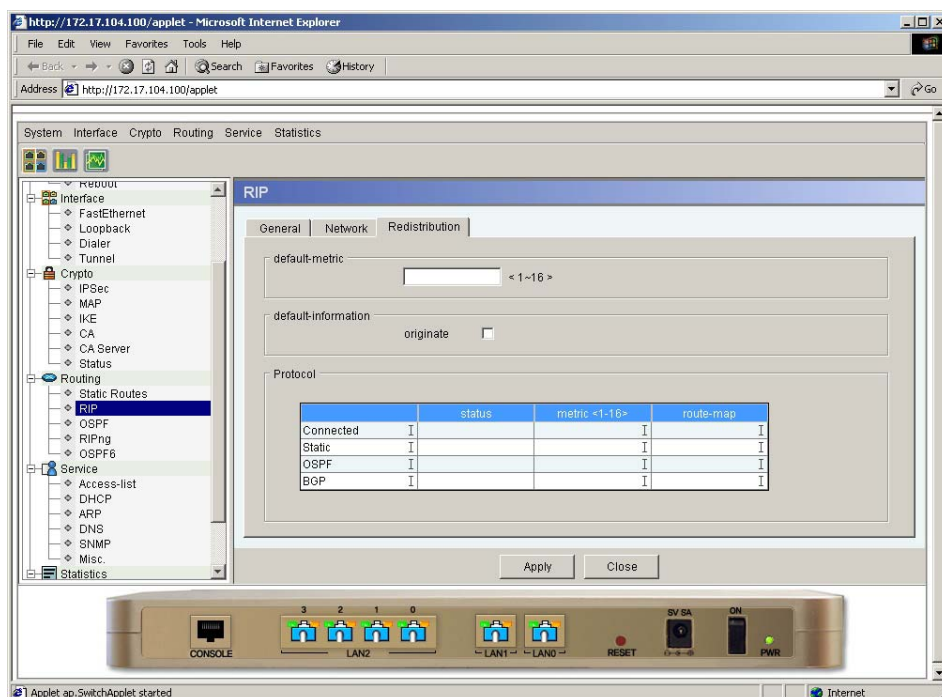 http://172.17.104.100/applet - Microsoft Internet Explorer
File Edit View Favorites Tools Help
Back Search Favorites History
Address http://172.17.104.100/applet Go
System Interface Crypto Routing Service Statistics
Reboot
Interface
FastEthernet
Loopback
Dialer
Tunnel
Crypto
IPSec
MAP
IKE
CA
CA Server
Status
Routing
Static Routes
RIP
OSPF
RIPng
OSPF6
Service
Access-list
DHCP
ARP
DNS
SNMP
Misc.
Statistics
RIP
General Network Redistribution
default-metric
< 1~16 >
default-information
originate
Protocol
status metric <1-16> route-map
Connected
Static
OSPF
BGP
Apply Close
3 2 1 0
5V 5A ON
CONSOLE LAN2 LAN1 LAN0 RESET PWR
Applet ap.SwitchApplet started Internet